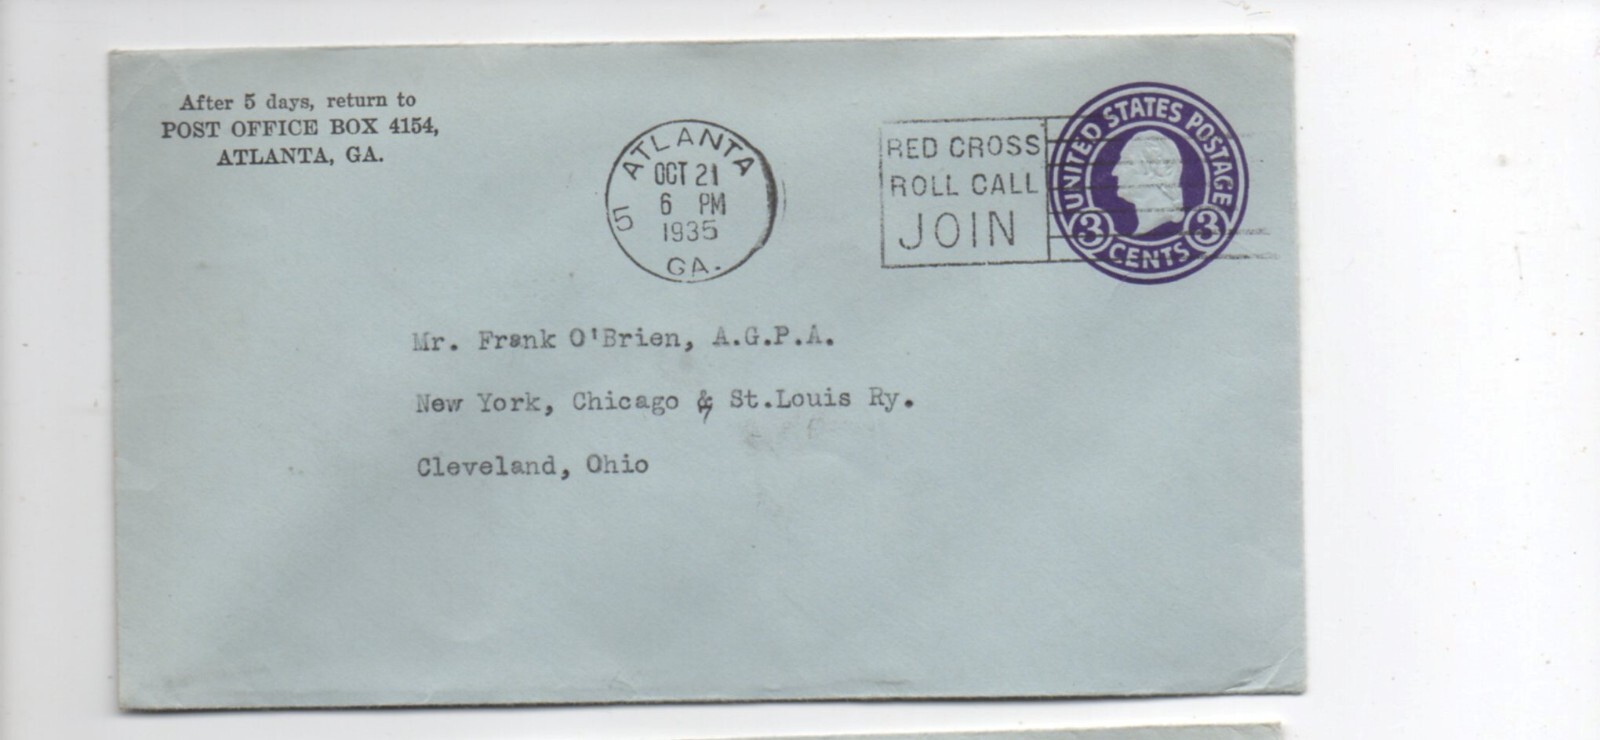 After 5 days, return to
POST OFFICE BOX 4154,
ATLANTA, GA.
ATLANTA
OCT 21
6 PM
1935
5
GA.
RED CROSS
ROLL CALL
JOIN
UNITED STATES POSTAGE
3 CENTS 3
Mr. Frank O'Brien, A.G.P.A.
New York, Chicago & St.Louis Ry.
Cleveland, Ohio